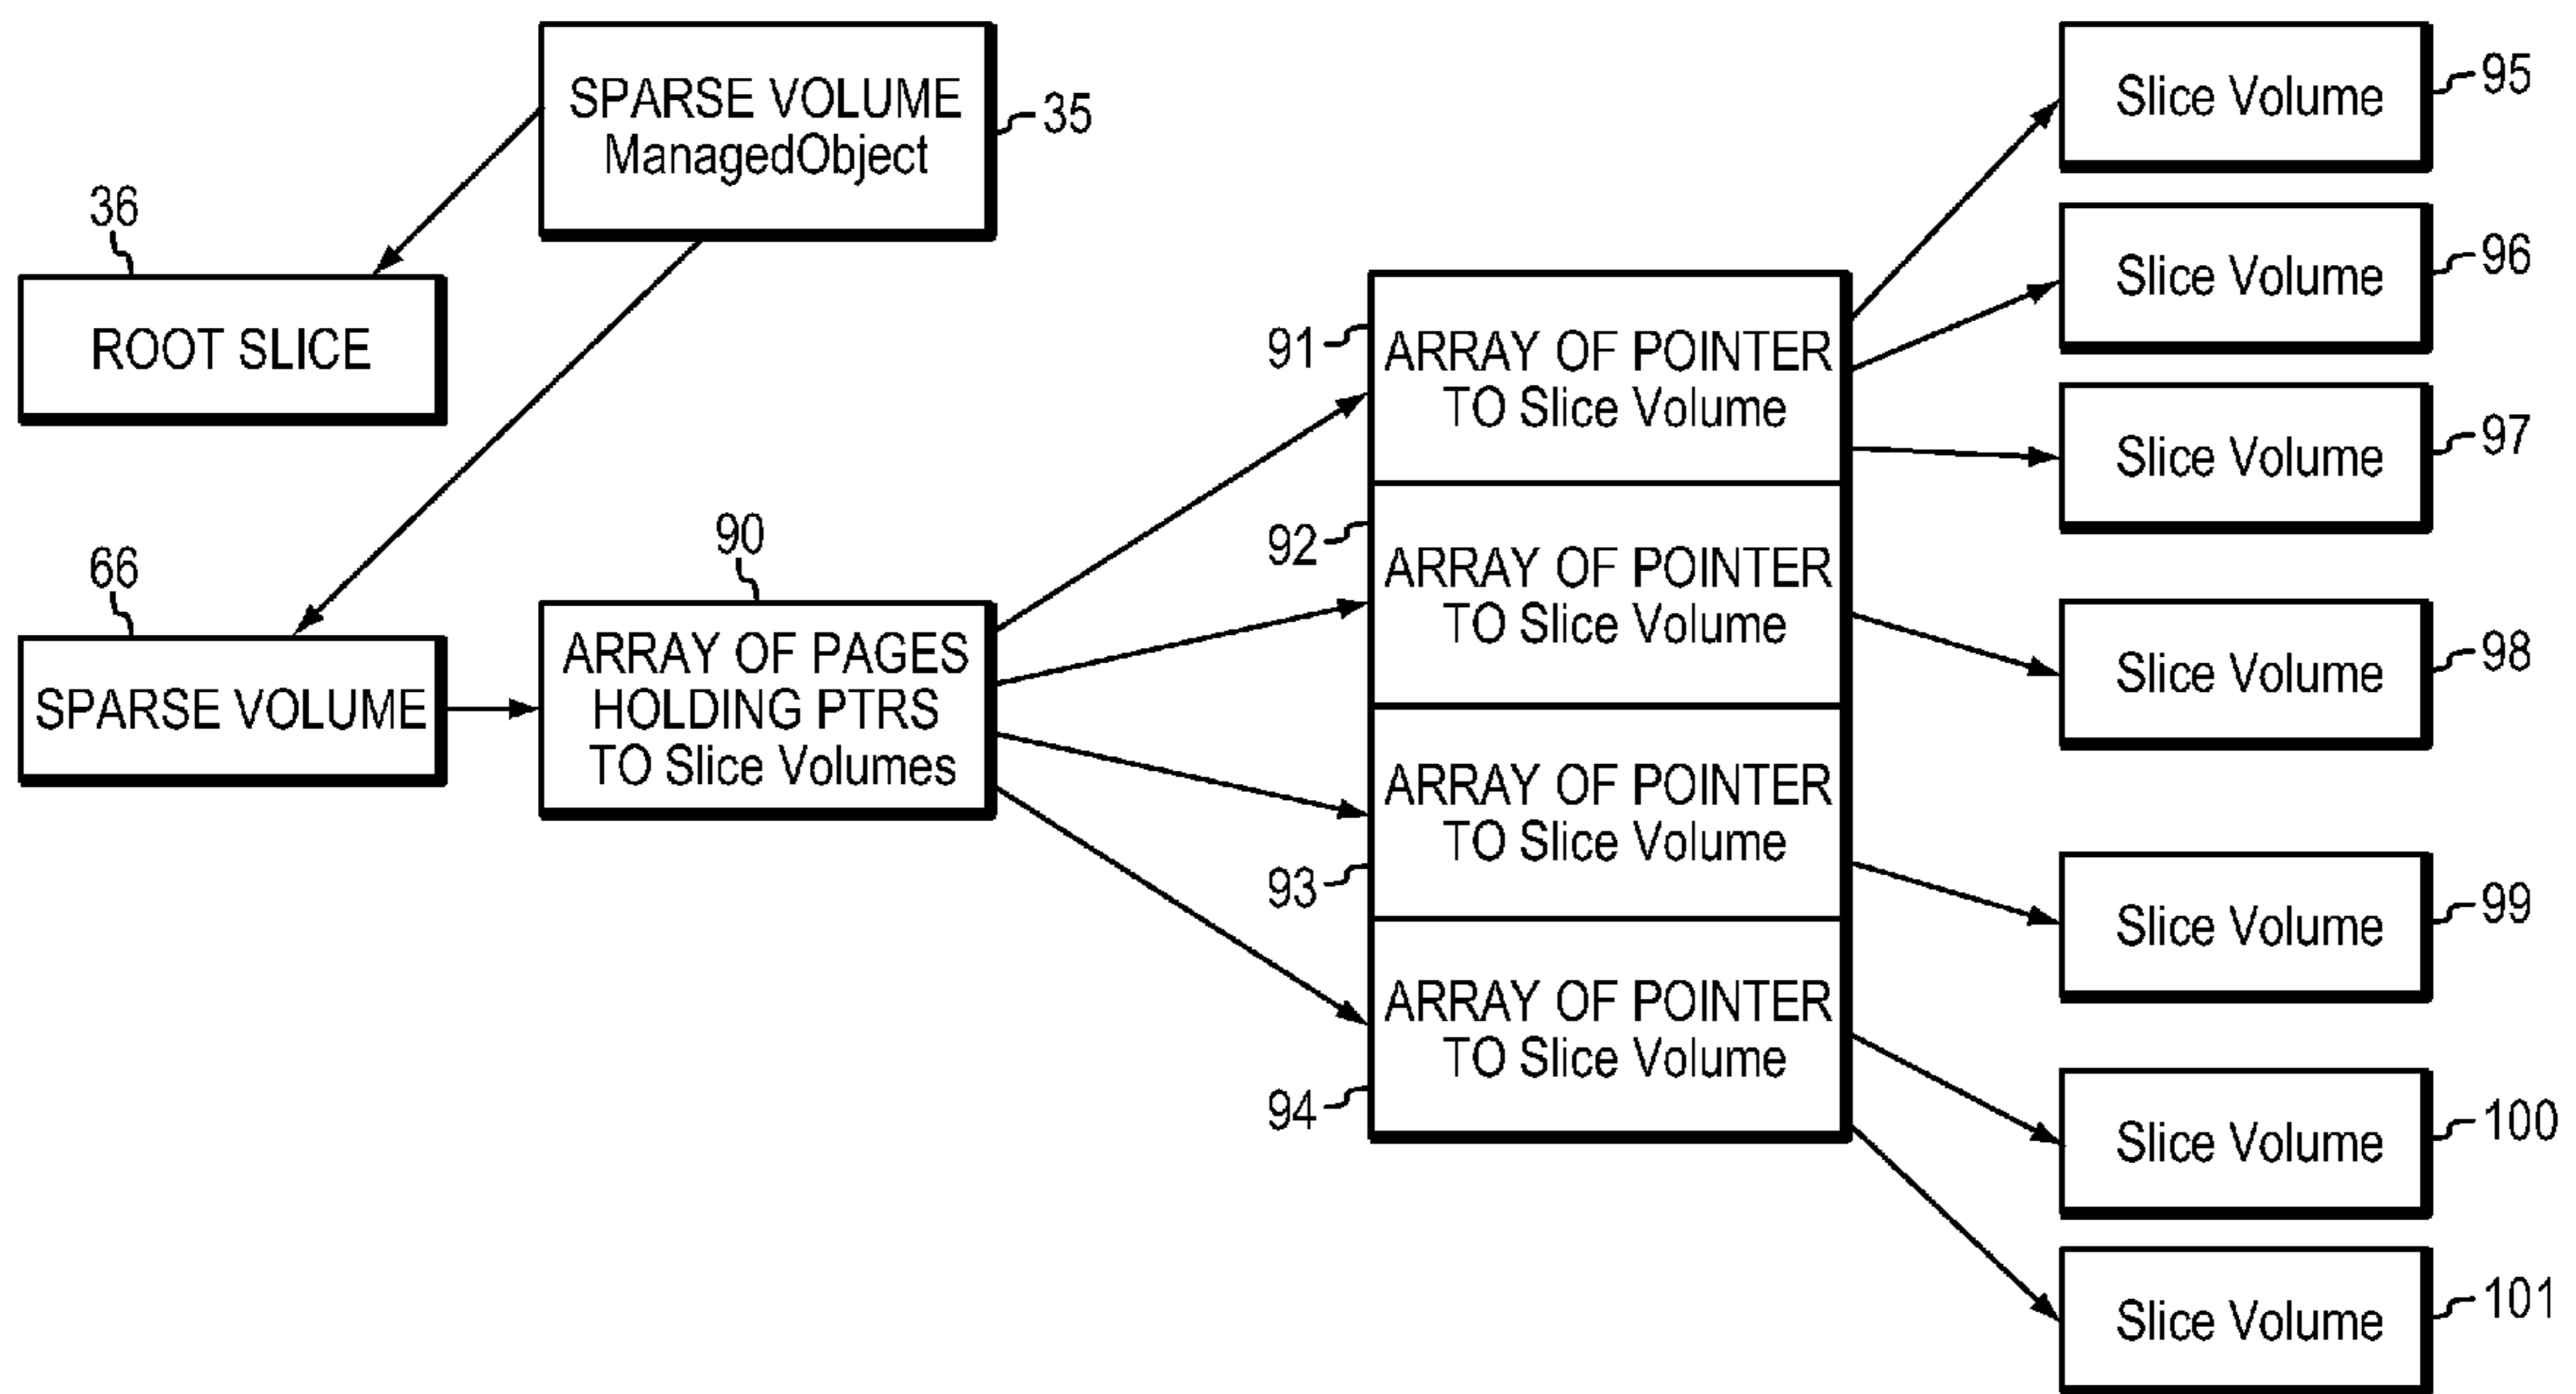 SPARSE VOLUME
ManagedObject
35
36
ROOT SLICE
66
SPARSE VOLUME
90
ARRAY OF PAGES
HOLDING PTRS
TO Slice Volumes
91
ARRAY OF POINTER
TO Slice Volume
92
ARRAY OF POINTER
TO Slice Volume
93
ARRAY OF POINTER
TO Slice Volume
94
ARRAY OF POINTER
TO Slice Volume
Slice Volume
95
Slice Volume
96
Slice Volume
97
Slice Volume
98
Slice Volume
99
Slice Volume
100
Slice Volume
101